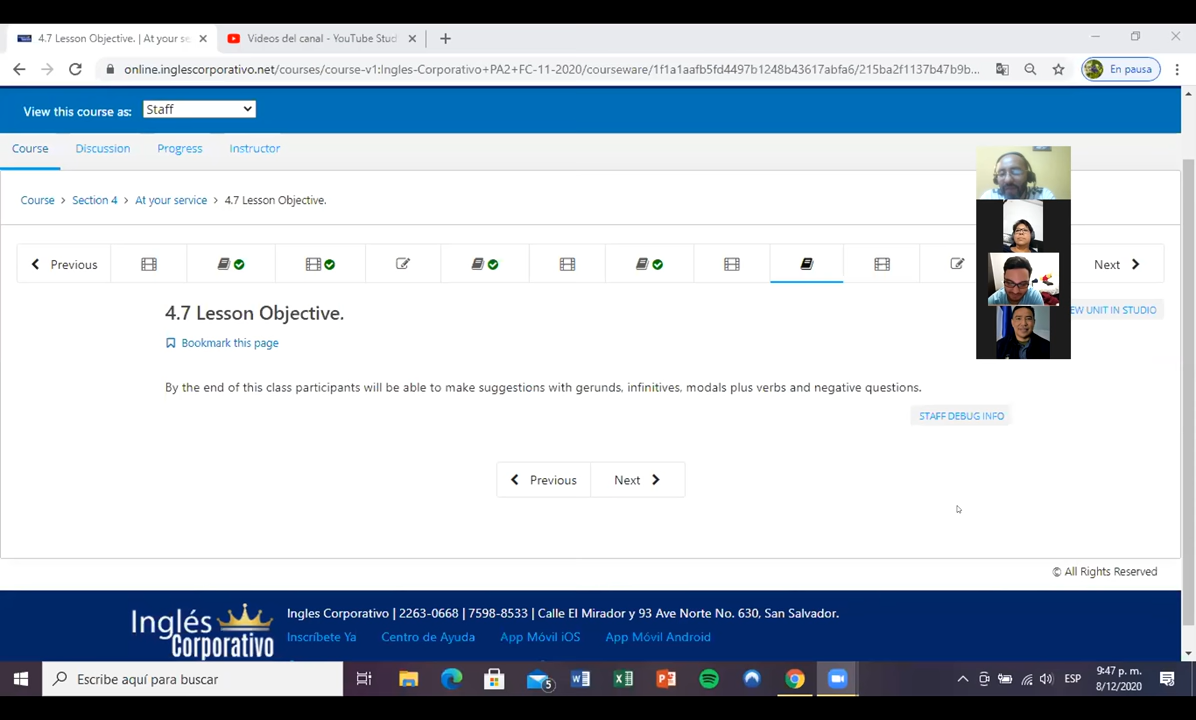 4.7 Lesson Objective. | At your se
Videos del canal - YouTube Stud
online.inglescorporativo.net/courses/course-v1:Ingles-Corporativo+PA2+FC-11-2020/courseware/1f1a1aafb5fd4497b1248b43617abfa6/215ba2f1137b47b9b...
En pausa
View this course as: Staff
Course Discussion Progress Instructor
Course > Section 4 > At your service > 4.7 Lesson Objective.
Previous Next
4.7 Lesson Objective.
EW UNIT IN STUDIO
Bookmark this page
By the end of this class participants will be able to make suggestions with gerunds, infinitives, modals plus verbs and negative questions.
STAFF DEBUG INFO
Previous Next
© All Rights Reserved
Inglés Corporativo
Ingles Corporativo | 2263-0668 | 7598-8533 | Calle El Mirador y 93 Ave Norte No. 630, San Salvador.
Inscríbete Ya Centro de Ayuda App Móvil iOS App Móvil Android
Escribe aquí para buscar
5
ESP
9:47 p. m.
8/12/2020